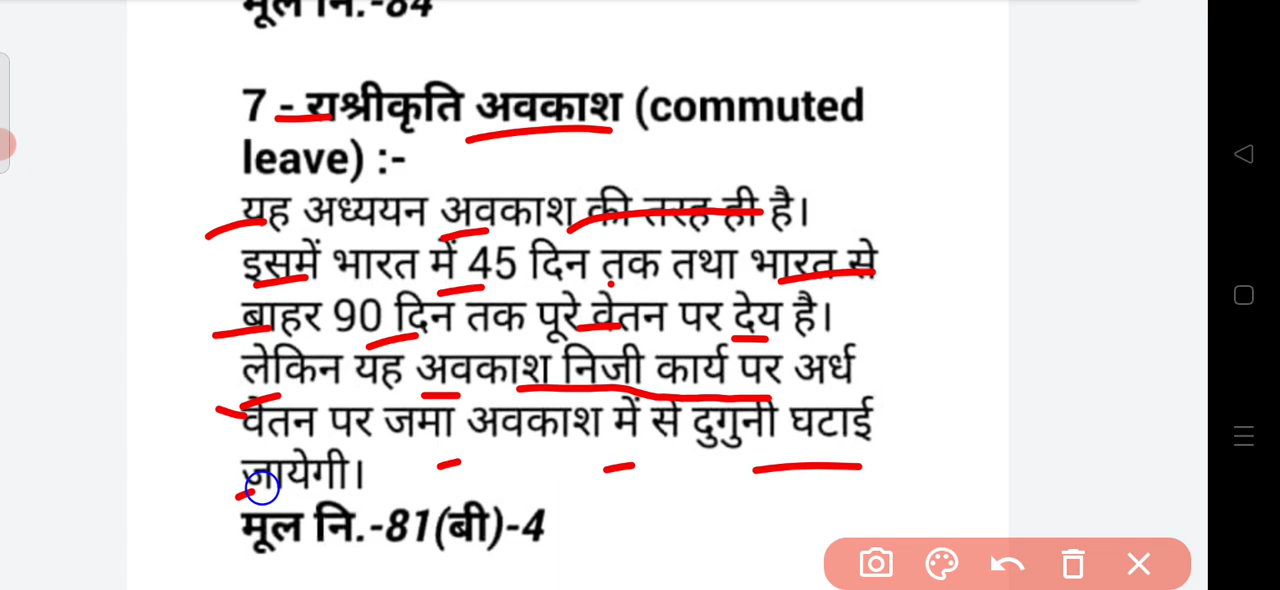 मूल नि.-84
7 - राश्रीकृति अवकाश (commuted
leave) :-
यह अध्ययन अवकाश की तरह ही है।
इसमें भारत में 45 दिन तक तथा भारत से
बाहर 90 दिन तक पूरे वेतन पर देय है।
लेकिन यह अवकाश निजी कार्य पर अर्ध
वेतन पर जमा अवकाश में से दुगुनी घटाई
जायेगी।
मूल नि.-81(बी)-4